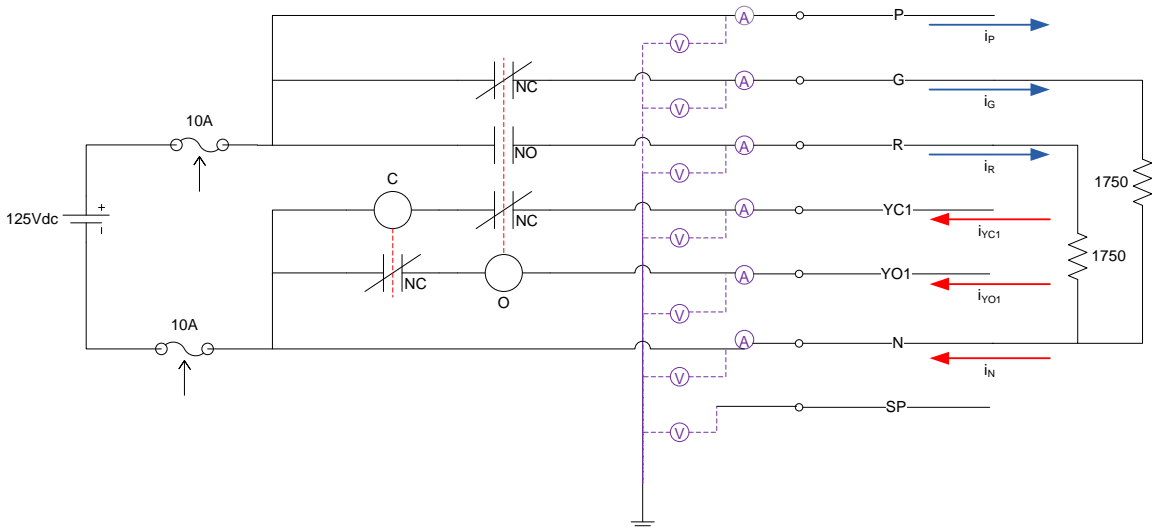 A P
V
iP
A G
NC
V
iG
10A
1750
A R
NO
V
iR
125Vdc
+
-
C
A YC1
NC
V
iYC1
1750
A YO1
NC
O
V
iYO1
10A
A N
V
iN
SP
V